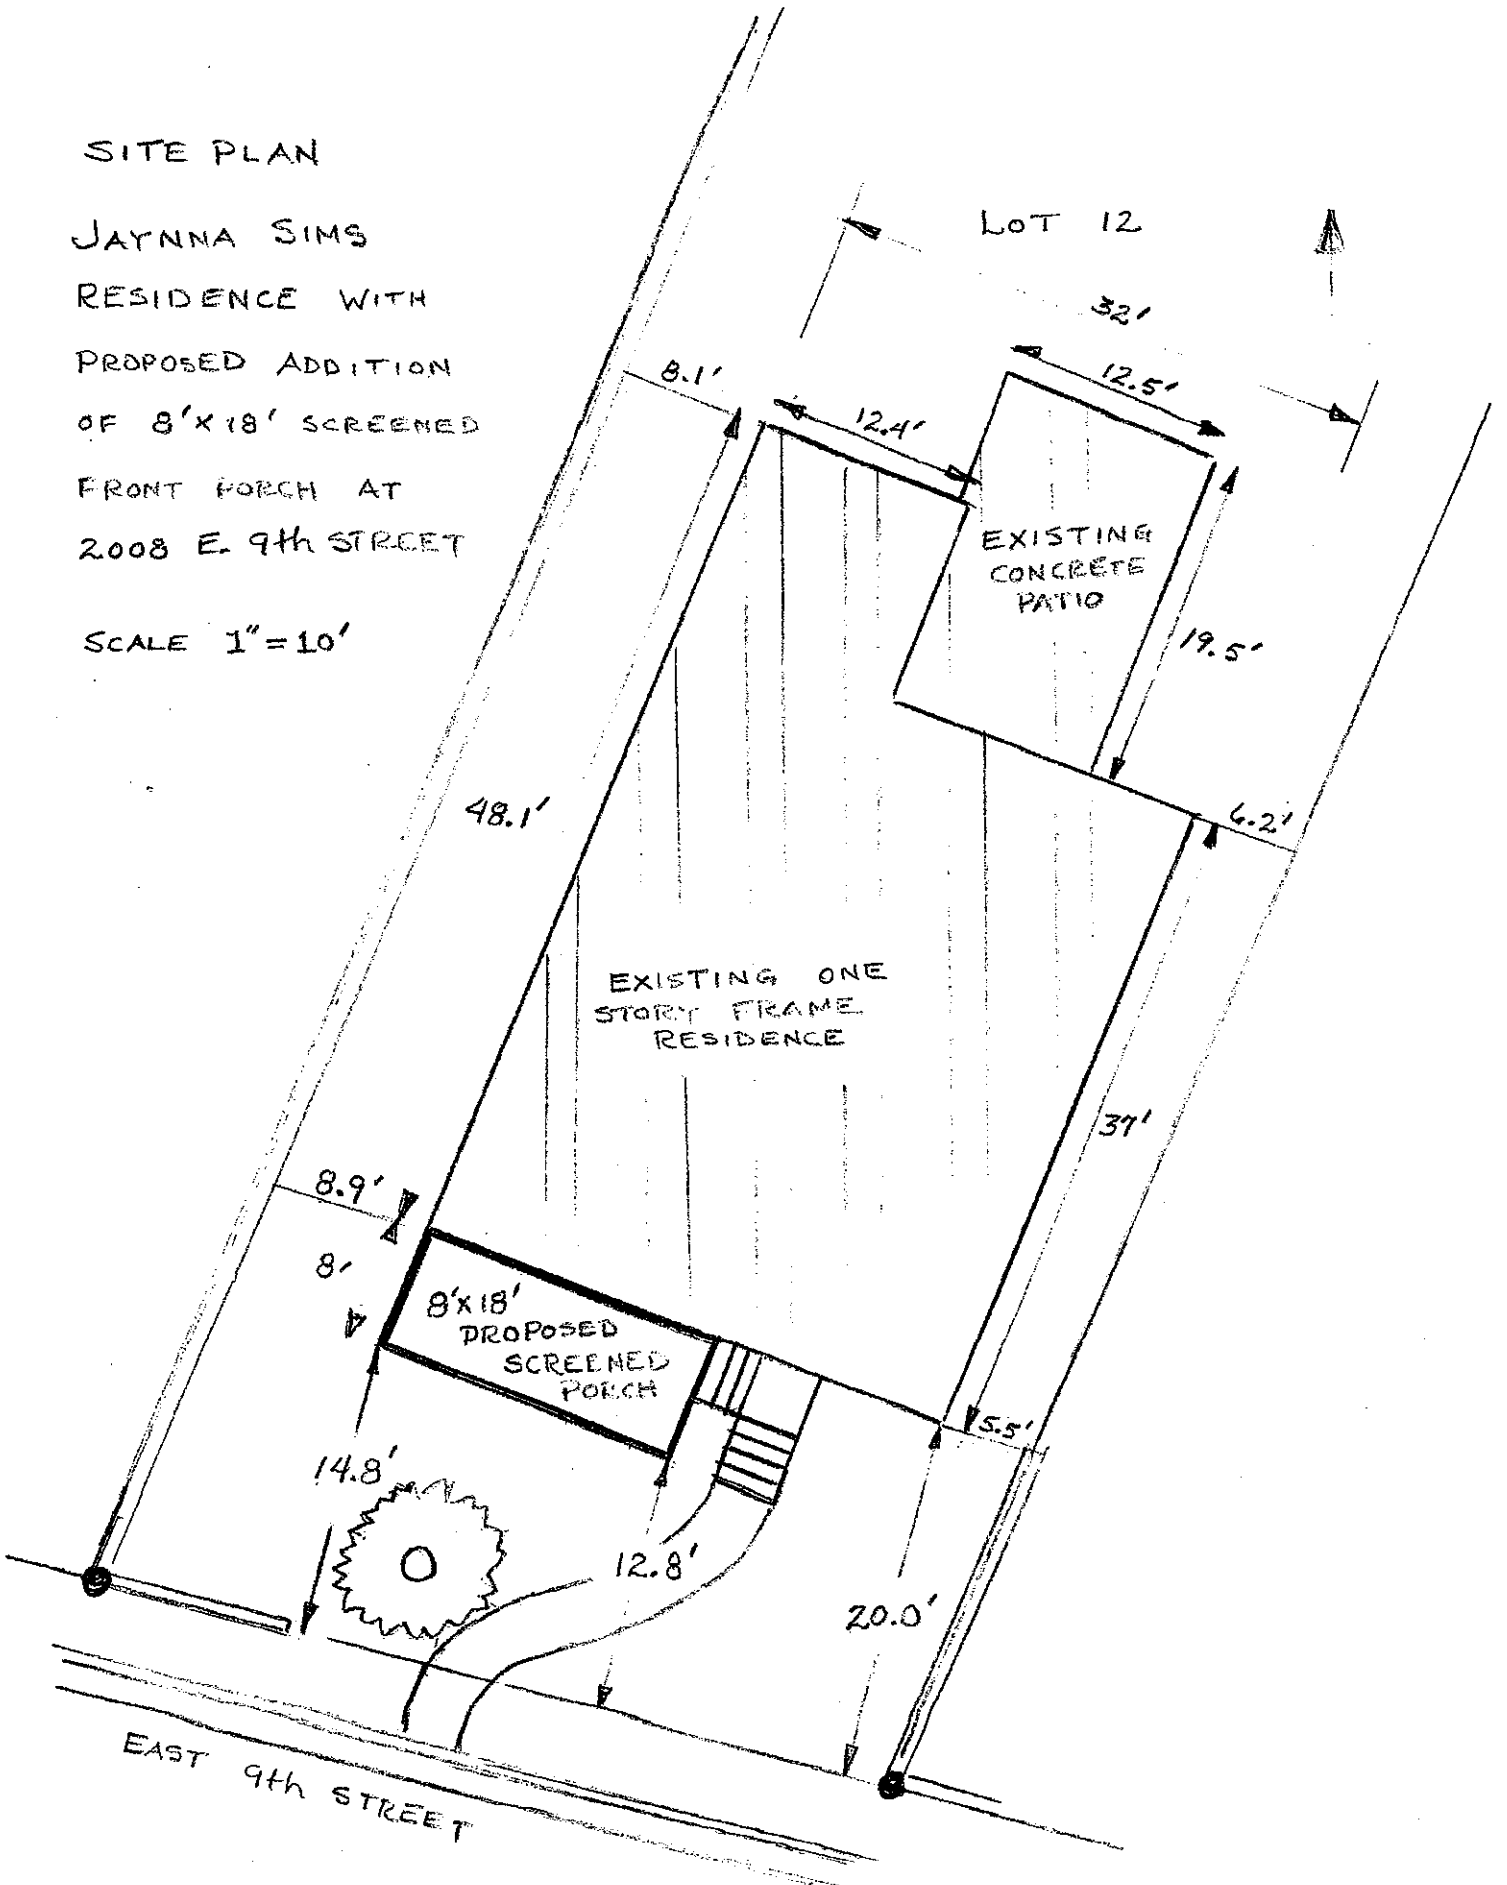 SITE PLAN
JAYNNA SIMS
RESIDENCE WITH
PROPOSED ADDITION
OF 8'X18' SCREENED
FRONT PORCH AT
2008 E. 9th STREET
SCALE 1"=10'
LOT 12
32'
8.1'
12.4'
12.5'
EXISTING
CONCRETE
PATIO
19.5'
48.1'
6.2'
EXISTING ONE
STORY FRAME
RESIDENCE
37'
8.9'
8'
8'X18'
PROPOSED
SCREENED
PORCH
5.5'
14.8'
12.8'
20.0'
EAST 9th STREET